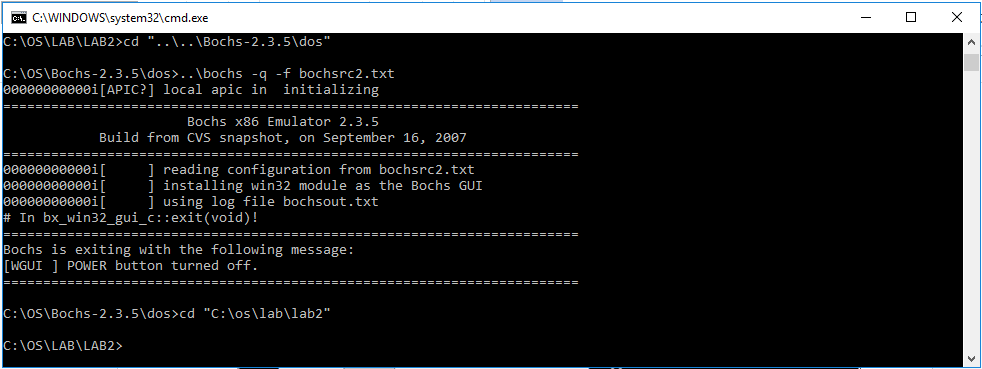 C:\WINDOWS\system32\cmd.exe
C:\OS\LAB\LAB2>cd "..\..\Bochs-2.3.5\dos"
C:\OS\Bochs-2.3.5\dos>..\bochs -q -f bochsrc2.txt
00000000000i[APIC?] local apic in  initializing
========================================================================
Bochs x86 Emulator 2.3.5
Build from CVS snapshot, on September 16, 2007
========================================================================
00000000000i[     ] reading configuration from bochsrc2.txt
00000000000i[     ] installing win32 module as the Bochs GUI
00000000000i[     ] using log file bochsout.txt
# In bx_win32_gui_c::exit(void)!
========================================================================
Bochs is exiting with the following message:
[WGUI ] POWER button turned off.
========================================================================
C:\OS\Bochs-2.3.5\dos>cd "C:\os\lab\lab2"
C:\OS\LAB\LAB2>